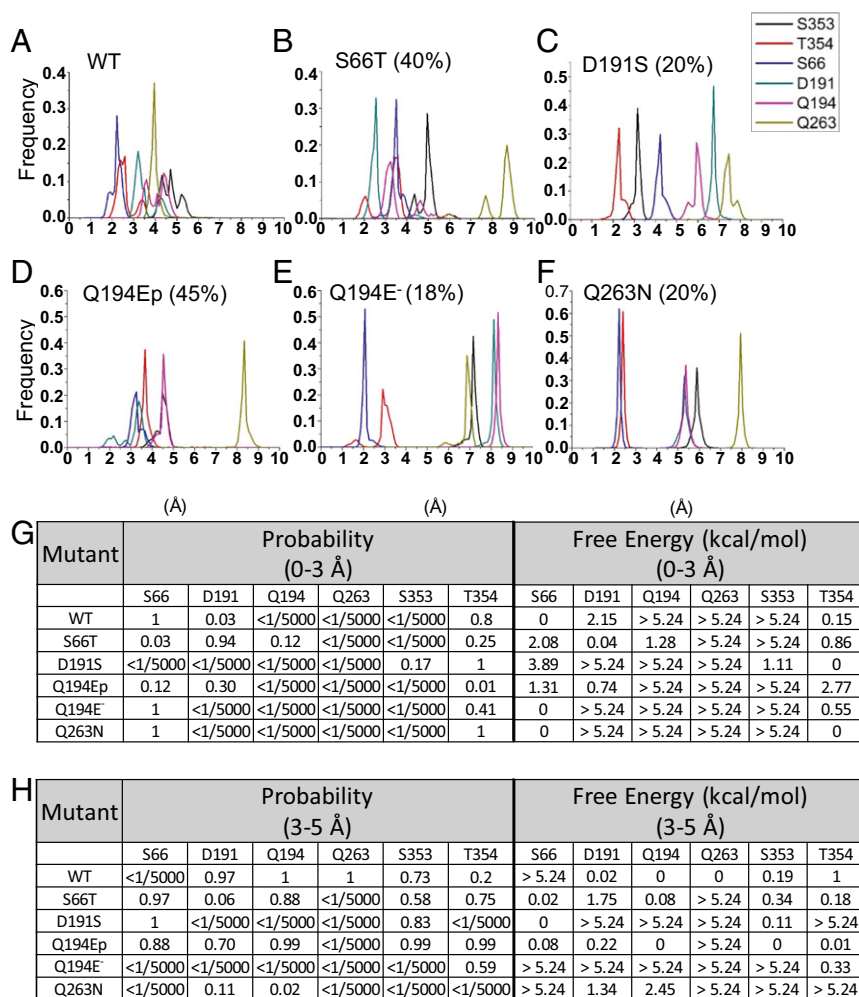 A
WT
B
S66T (40%)
C
D191S (20%)
S353
T354
S66
D191
Q194
Q263
Frequency
0.4
0.3
0.2
0.1
0.0
0 1 2 3 4 5 6 7 8 9 10
0.4
0.3
0.2
0.1
0
0 1 2 3 4 5 6 7 8 9 10
0.5
0.4
0.3
0.2
0.1
0.0
0 1 2 3 4 5 6 7 8 9 10
D
Q194Ep (45%)
E
Q194E-(18%)
F
Q263N (20%)
Frequency
0.6
0.5
0.4
0.3
0.2
0.1
0.0
0 1 2 3 4 5 6 7 8 9 10
0.6
0.5
0.4
0.3
0.2
0.1
0.0
0 1 2 3 4 5 6 7 8 9 10
0.7
0.6
0.5
0.4
0.3
0.2
0.1
0.0
0 1 2 3 4 5 6 7 8 9 10
(Å) (Å) (Å)
G
Mutant Probability (0-3 Å) Free Energy (kcal/mol) (0-3 Å)
S66 D191 Q194 Q263 S353 T354 S66 D191 Q194 Q263 S353 T354
WT 1 0.03 <1/5000 <1/5000 <1/5000 0.8 0 2.15 > 5.24 > 5.24 > 5.24 0.15
S66T 0.03 0.94 0.12 <1/5000 <1/5000 0.25 2.08 0.04 1.28 > 5.24 > 5.24 0.86
D191S <1/5000 <1/5000 <1/5000 <1/5000 0.17 1 3.89 > 5.24 > 5.24 > 5.24 1.11 0
Q194Ep 0.12 0.30 <1/5000 <1/5000 <1/5000 0.01 1.31 0.74 > 5.24 > 5.24 > 5.24 2.77
Q194E- 1 <1/5000 <1/5000 <1/5000 <1/5000 0.41 0 > 5.24 > 5.24 > 5.24 > 5.24 0.55
Q263N 1 <1/5000 <1/5000 <1/5000 <1/5000 1 0 > 5.24 > 5.24 > 5.24 > 5.24 0
H
Mutant Probability (3-5 Å) Free Energy (kcal/mol) (3-5 Å)
S66 D191 Q194 Q263 S353 T354 S66 D191 Q194 Q263 S353 T354
WT <1/5000 0.97 1 1 0.73 0.2 > 5.24 0.02 0 0 0.19 1
S66T 0.97 0.06 0.88 <1/5000 0.58 0.75 0.02 1.75 0.08 > 5.24 0.34 0.18
D191S 1 <1/5000 <1/5000 <1/5000 0.83 <1/5000 0 > 5.24 > 5.24 > 5.24 0.11 > 5.24
Q194Ep 0.88 0.70 0.99 <1/5000 0.99 0.99 0.08 0.22 0 > 5.24 0 0.01
Q194E- <1/5000 <1/5000 <1/5000 <1/5000 <1/5000 0.59 > 5.24 > 5.24 > 5.24 > 5.24 > 5.24 0.33
Q263N <1/5000 0.11 0.02 <1/5000 <1/5000 <1/5000 > 5.24 1.34 2.45 > 5.24 > 5.24 > 5.24